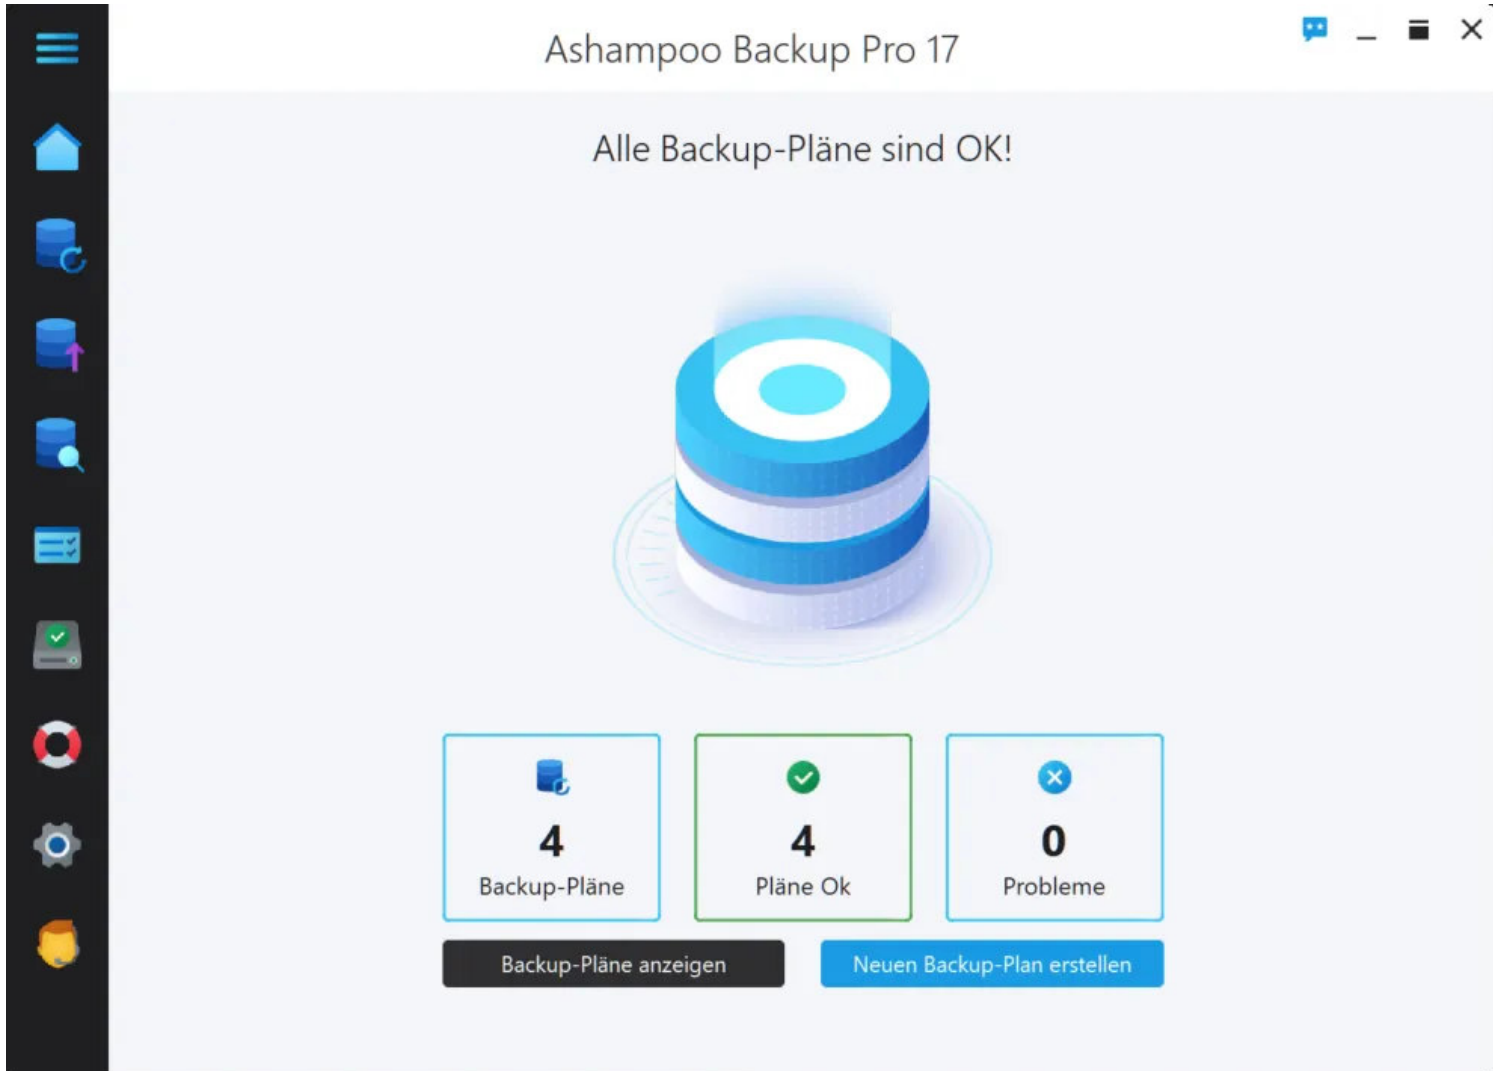 Ashampoo Backup Pro 17
Alle Backup-Pläne sind OK!
4
Backup-Pläne
4
Pläne Ok
0
Probleme
Backup-Pläne anzeigen
Neuen Backup-Plan erstellen